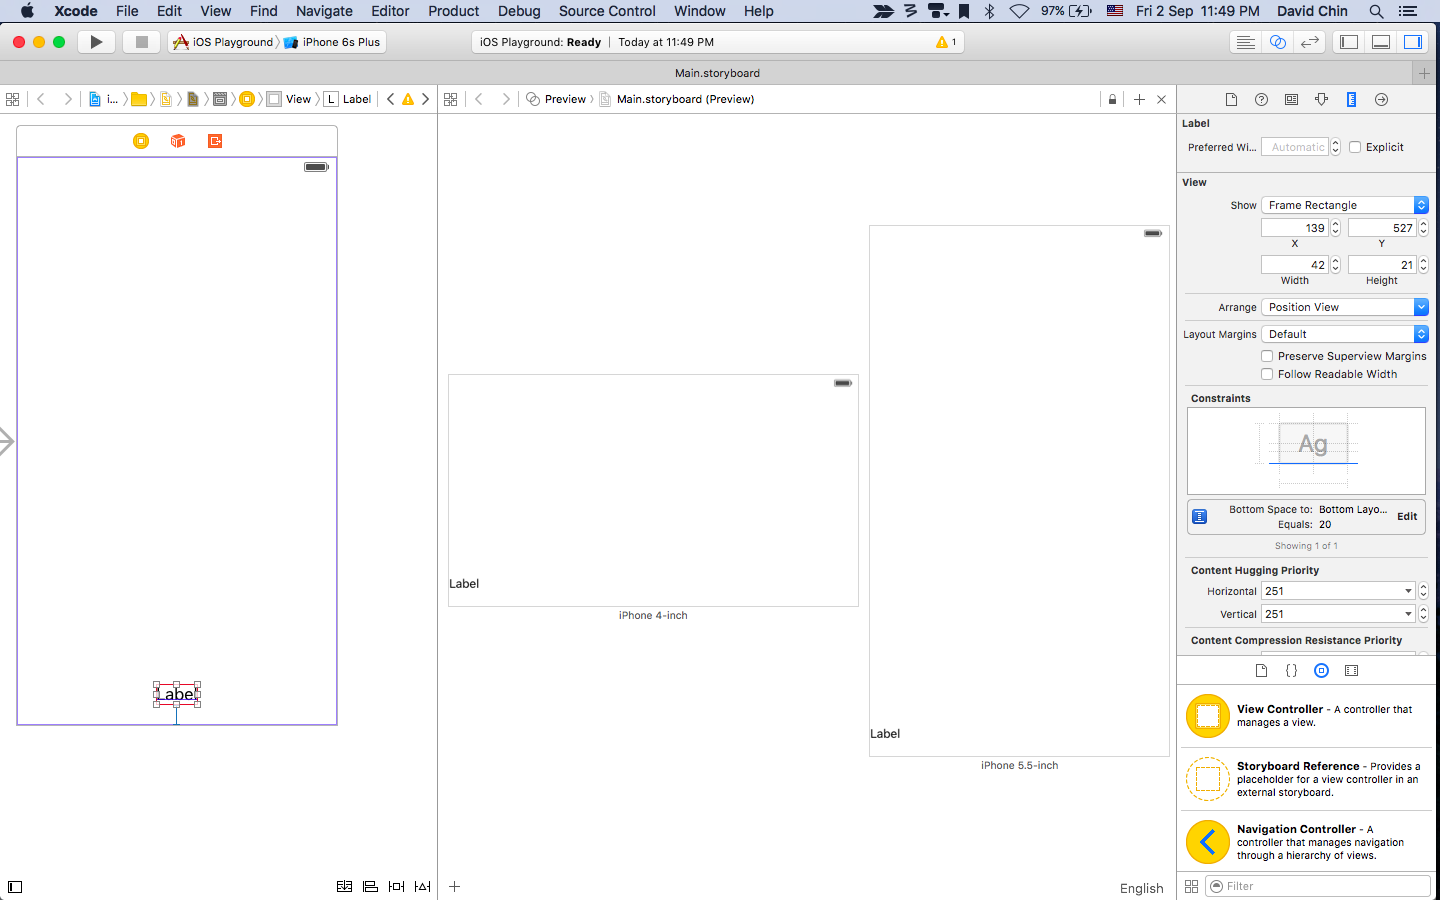 Xcode File Edit View Find Navigate Editor Product Debug Source Control Window Help 97% Fri 2 Sep 11:49 PM David Chin
iOS Playground iPhone 6s Plus iOS Playground: Ready | Today at 11:49 PM 1
Main.storyboard
i... View L Label Preview Main.storyboard (Preview)
Label
Preferred Wi... Automatic Explicit
View
Show Frame Rectangle
139 527
X Y
42 21
Width Height
Arrange Position View
Layout Margins Default
Preserve Superview Margins
Follow Readable Width
Constraints
Ag
Bottom Space to: Bottom Layo...
Equals: 20
Edit
Showing 1 of 1
Content Hugging Priority
Horizontal 251
Vertical 251
Content Compression Resistance Priority
Label
iPhone 4-inch
Label
Label
iPhone 5.5-inch
View Controller - A controller that
manages a view.
Storyboard Reference - Provides a
placeholder for a view controller in an
external storyboard.
Navigation Controller - A
controller that manages navigation
through a hierarchy of views.
English
Filter